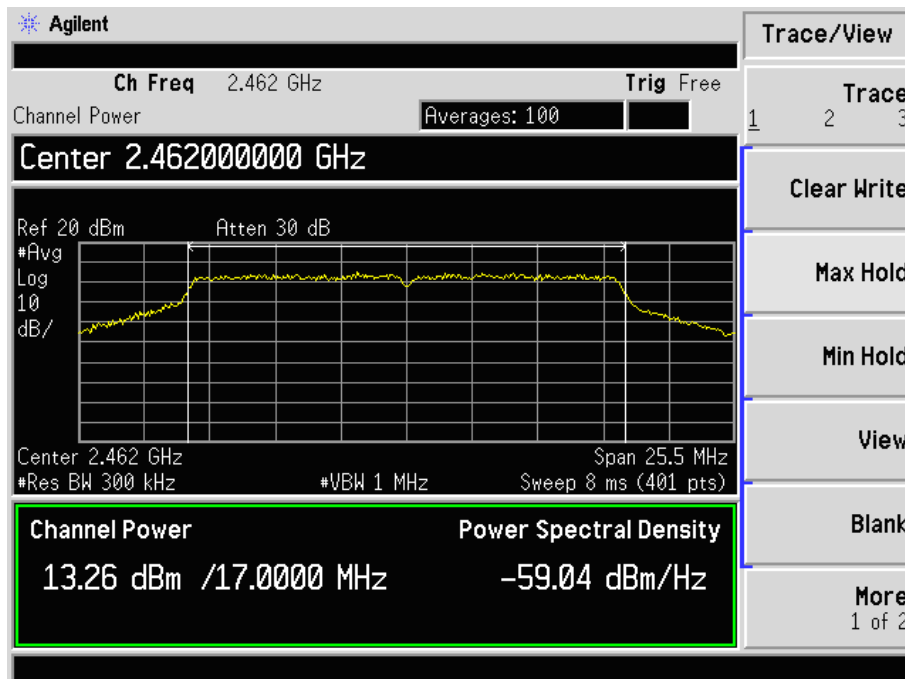 Agilent
Trace/View
Ch Freq 2.462 GHz Trig Free
Channel Power Averages: 100
Trace
1 2 3
Center 2.462000000 GHz
Clear Write
Ref 20 dBm Atten 30 dB
#Avg
Log
10
dB/
Max Hold
Min Hold
View
Center 2.462 GHz Span 25.5 MHz
#Res BW 300 kHz #VBW 1 MHz Sweep 8 ms (401 pts)
Channel Power Power Spectral Density
13.26 dBm /17.0000 MHz -59.04 dBm/Hz
Blank
More
1 of 2